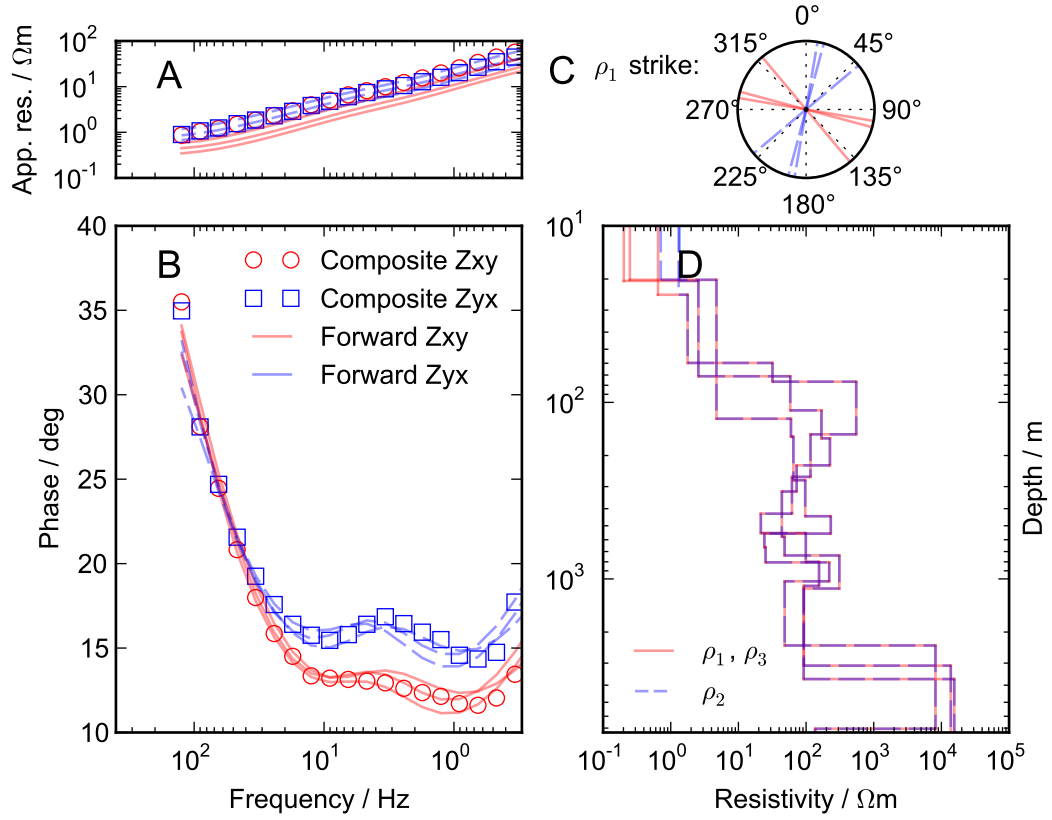 A
App. res. / Ωm
10² 10¹ 10⁰ 10⁻¹
C
ρ₁ strike:
0° 45° 90° 135° 180° 225° 270° 315°
B
Composite Zxy
Composite Zyx
Forward Zxy
Forward Zyx
Phase / deg
40 35 30 25 20 15 10
10² 10¹ 10⁰
Frequency / Hz
D
10¹ 10² 10³
Depth / m
ρ₁, ρ₃
ρ₂
10⁻¹ 10⁰ 10¹ 10² 10³ 10⁴ 10⁵
Resistivity / Ωm